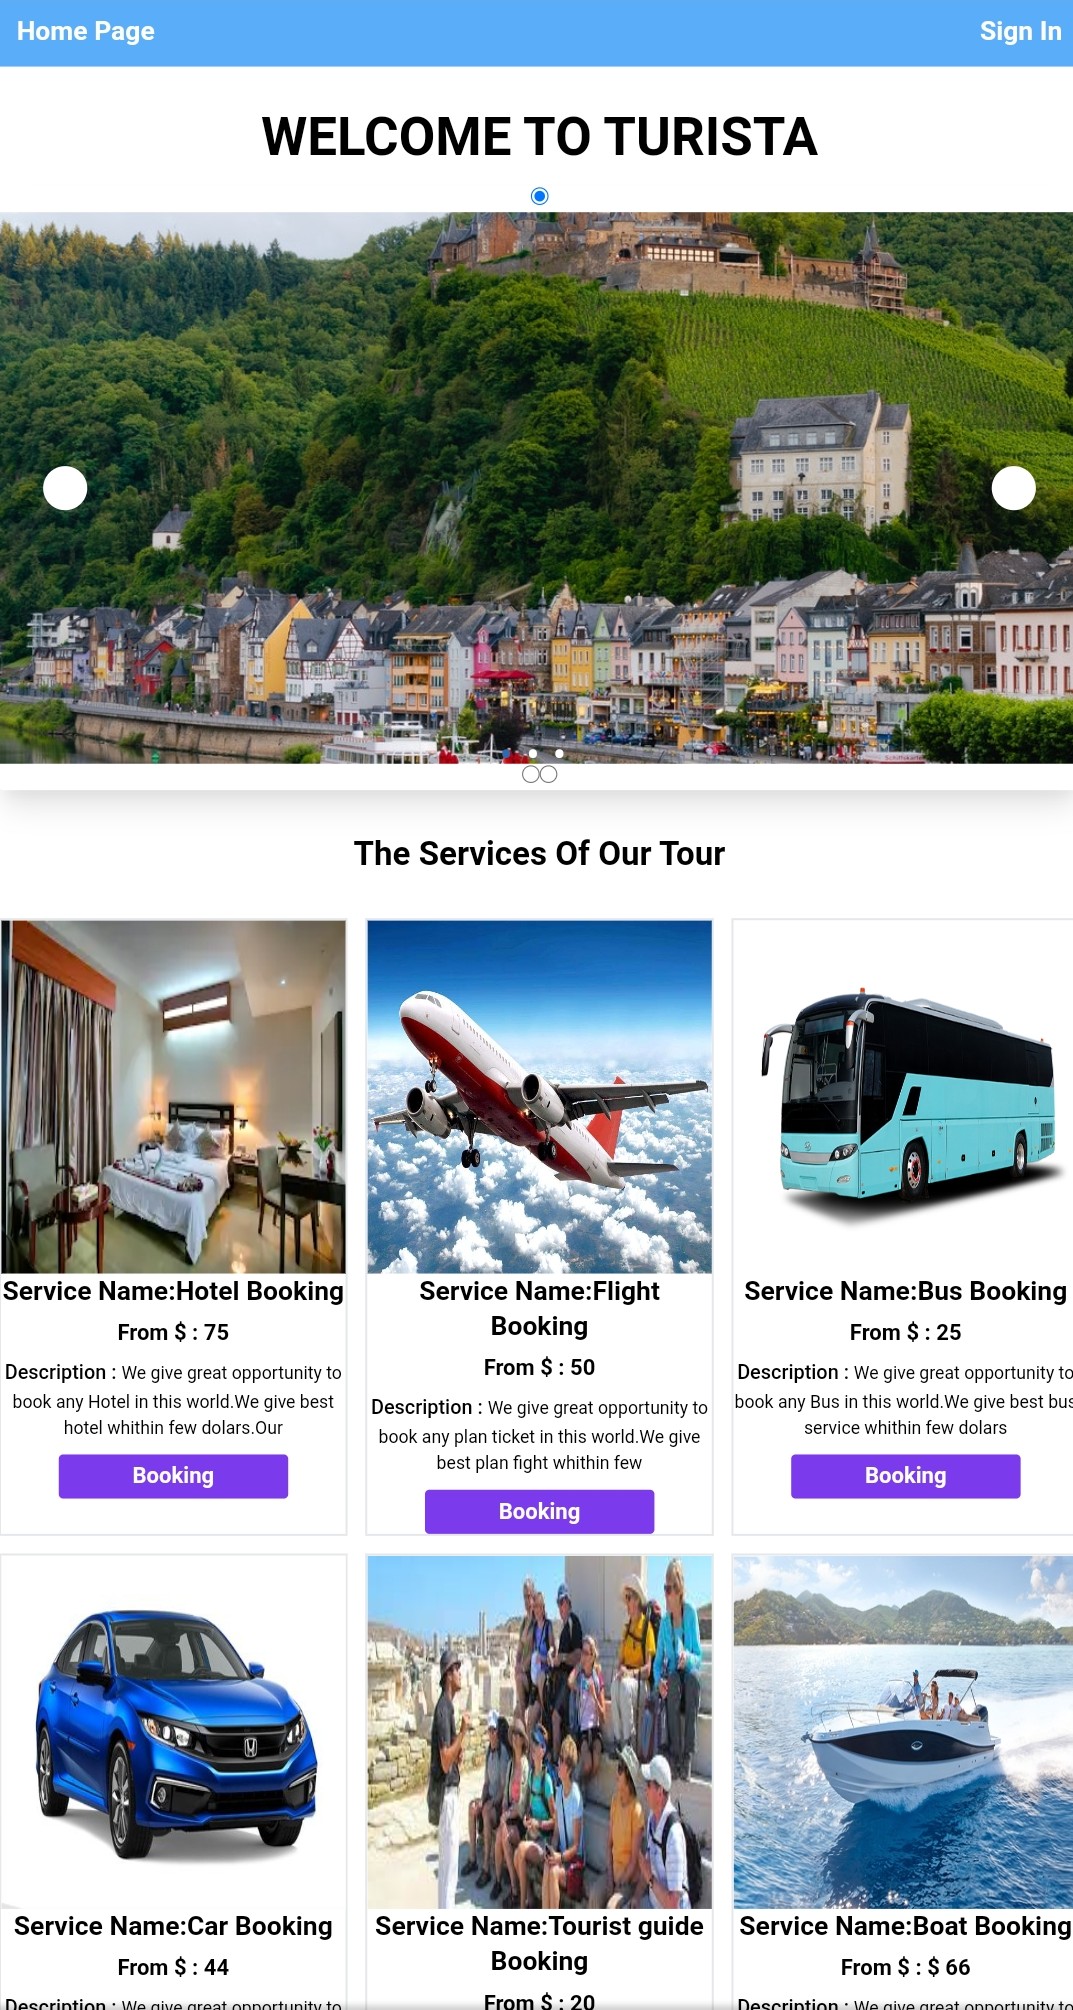 Home Page
Sign In
WELCOME TO TURISTA
The Services Of Our Tour
Service Name:Hotel Booking
From $ : 75
Description : We give great opportunity to
book any Hotel in this world.We give best
hotel whithin few dolars.Our
Booking
Service Name:Flight
Booking
From $ : 50
Description : We give great opportunity to
book any plan ticket in this world.We give
best plan fight whithin few
Booking
Service Name:Bus Booking
From $ : 25
Description : We give great opportunity to
book any Bus in this world.We give best bus
service whithin few dolars
Booking
Service Name:Car Booking
From $ : 44
Description : We give great opportunity to
Service Name:Tourist guide
Booking
From $ : 20
Service Name:Boat Booking
From $ : $ 66
Description : We give great opportunity to